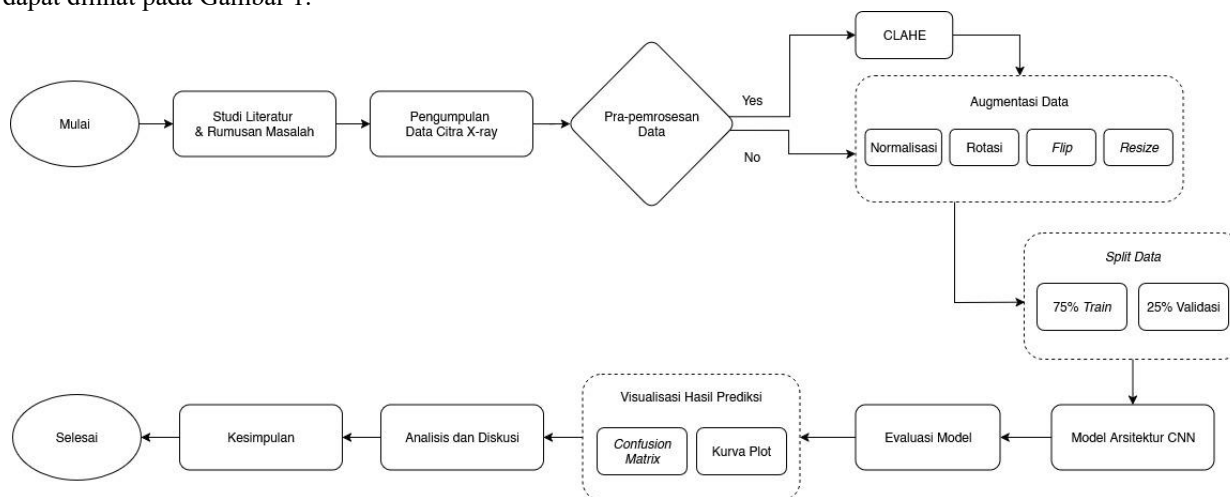 dapat dilihat pada Gambar 1.
Mulai
Studi Literatur
& Rumusan Masalah
Pengumpulan
Data Citra X-ray
Pra-pemrosesan
Data
Yes
No
CLAHE
Augmentasi Data
Normalisasi
Rotasi
Flip
Resize
Split Data
75% Train
25% Validasi
Model Arsitektur CNN
Evaluasi Model
Visualisasi Hasil Prediksi
Confusion
Matrix
Kurva Plot
Analisis dan Diskusi
Kesimpulan
Selesai